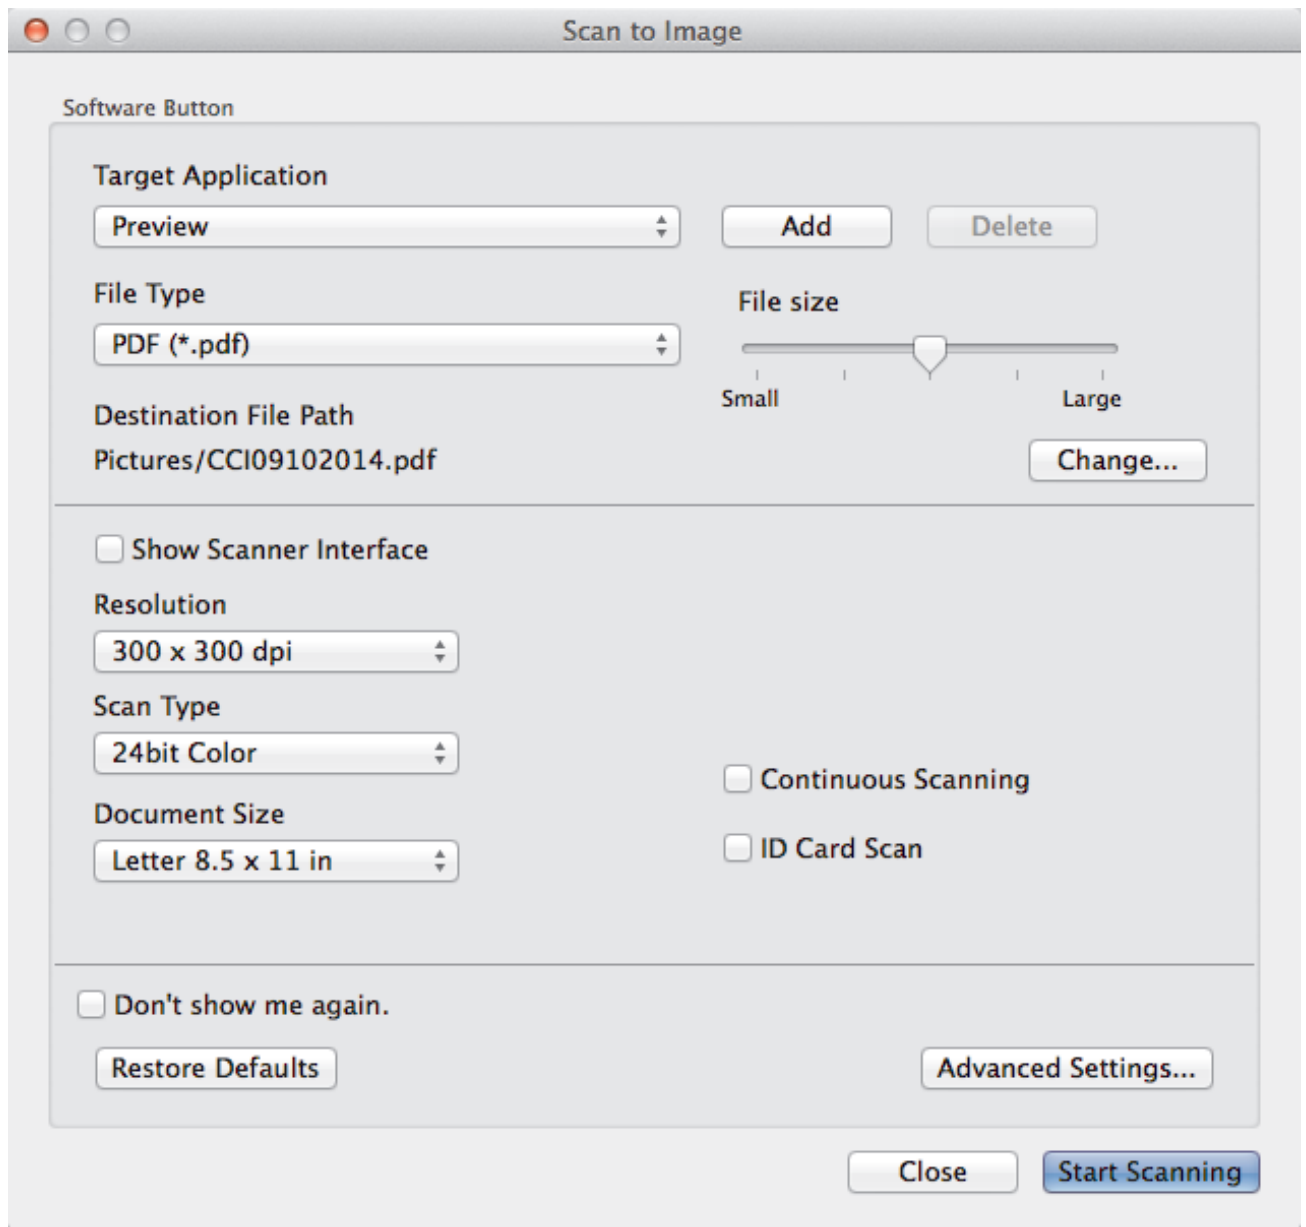 Scan to Image
Software Button
Target Application
Preview
Add
Delete
File Type
File size
PDF (*.pdf)
Small
Large
Destination File Path
Pictures/CCI09102014.pdf
Change...
Show Scanner Interface
Resolution
300 x 300 dpi
Scan Type
24bit Color
Continuous Scanning
Document Size
ID Card Scan
Letter 8.5 x 11 in
Don't show me again.
Restore Defaults
Advanced Settings...
Close
Start Scanning